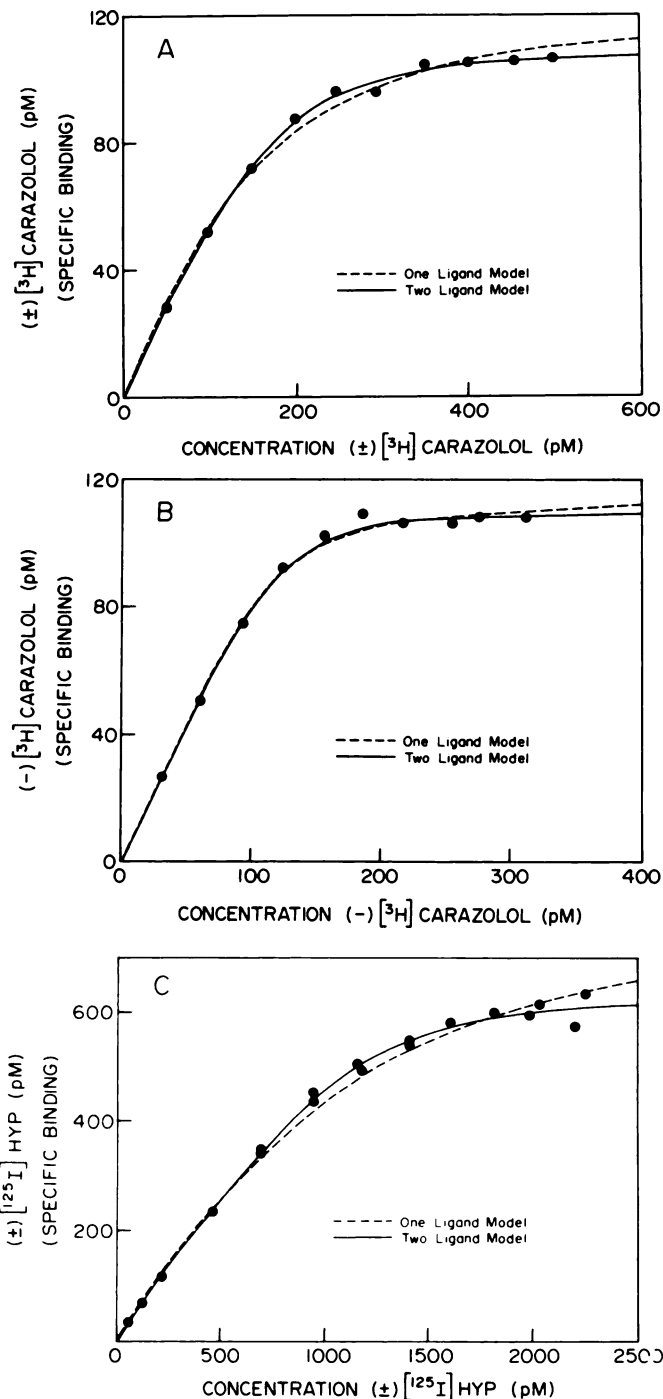 A
120
80
40
0
(±) [³H] CARAZOLOL (pM)
(SPECIFIC BINDING)
One Ligand Model
Two Ligand Model
0 200 400 600
CONCENTRATION (±) [³H] CARAZOLOL (pM)
B
120
80
40
0
(-) [³H] CARAZOLOL (pM)
(SPECIFIC BINDING)
One Ligand Model
Two Ligand Model
0 100 200 300 400
CONCENTRATION (-) [³H] CARAZOLOL (pM)
C
600
400
200
(±) [¹²⁵I] HYP (pM)
(SPECIFIC BINDING)
One Ligand Model
Two Ligand Model
0 500 1000 1500 2000 2500
CONCENTRATION (±) [¹²⁵I] HYP (pM)